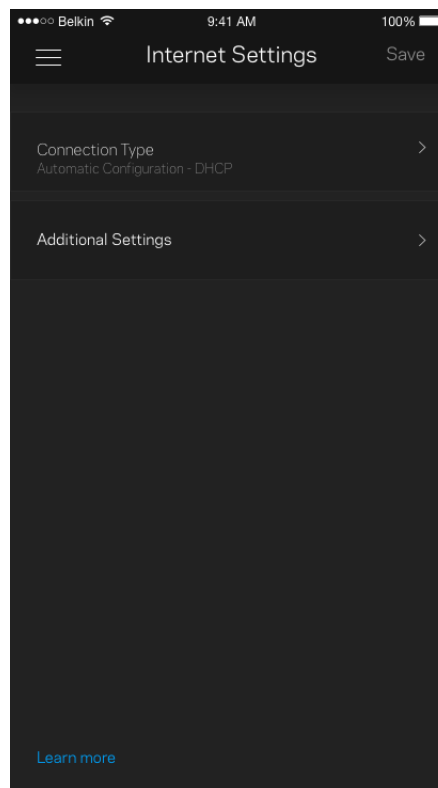 Belkin 9:41 AM 100%
Internet Settings Save
Connection Type
Automatic Configuration - DHCP
Additional Settings
Learn more